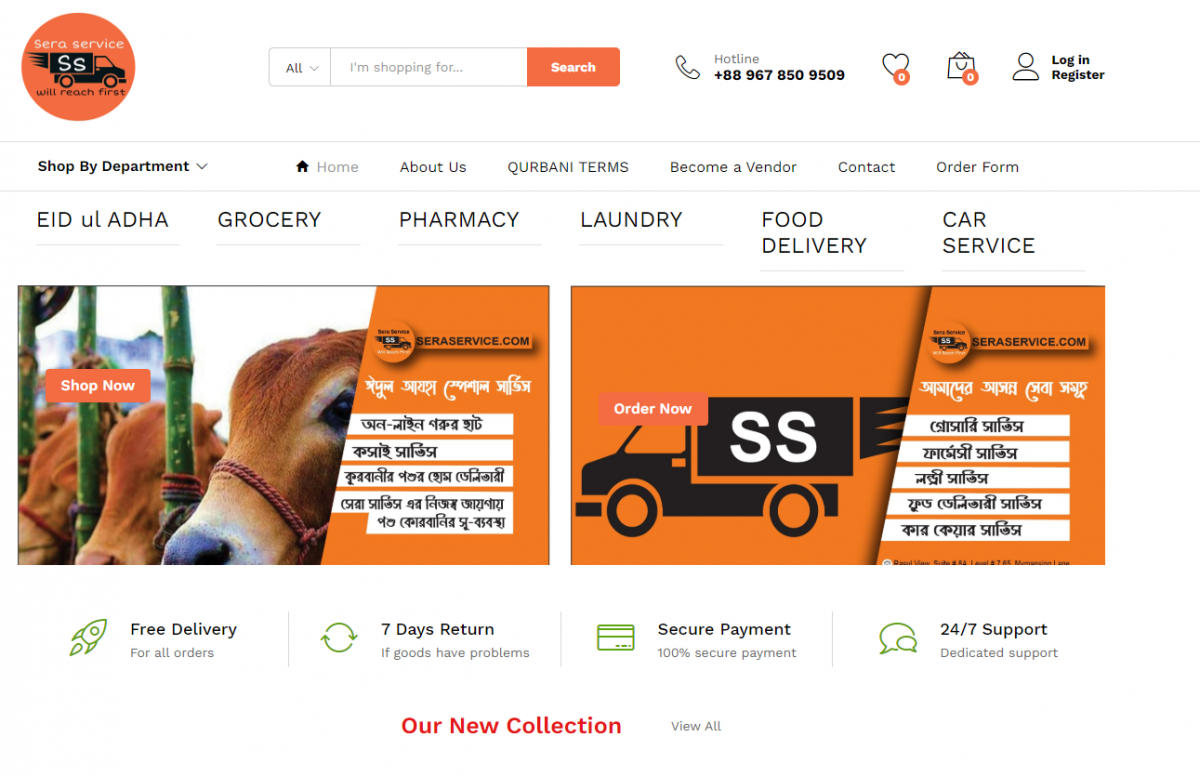 Sera service
SS
will reach first
All
I'm shopping for...
Search
Hotline
+88 967 850 9509
0
0
Log in
Register
Shop By Department
Home
About Us
QURBANI TERMS
Become a Vendor
Contact
Order Form
EID ul ADHA
GROCERY
PHARMACY
LAUNDRY
FOOD
DELIVERY
CAR
SERVICE
Shop Now
Sera Service
SS
Will Reach First
SERASERVICE.COM
ঈদুল আযহা স্পেশাল সার্ভিস
অন-লাইন গরুর হাট
কসাই সার্ভিস
কুরবানীর পশুর হোম ডেলিভারী
সেরা সার্ভিস এর নিজস্ব জায়গায়
পশু কোরবানির সু-ব্যবস্থা
Order Now
SS
Sera Service
SS
Will Reach First
SERASERVICE.COM
আমাদের আসন্ন সেবা সমূহ
গ্রোসারি সার্ভিস
ফার্মেসী সার্ভিস
লন্ড্রী সার্ভিস
ফুড ডেলিভারী সার্ভিস
কার কেয়ার সার্ভিস
Rasul View, Suite # 8A, Level # 7,65, Mymansing Lane
Free Delivery
For all orders
7 Days Return
If goods have problems
Secure Payment
100% secure payment
24/7 Support
Dedicated support
Our New Collection
View All